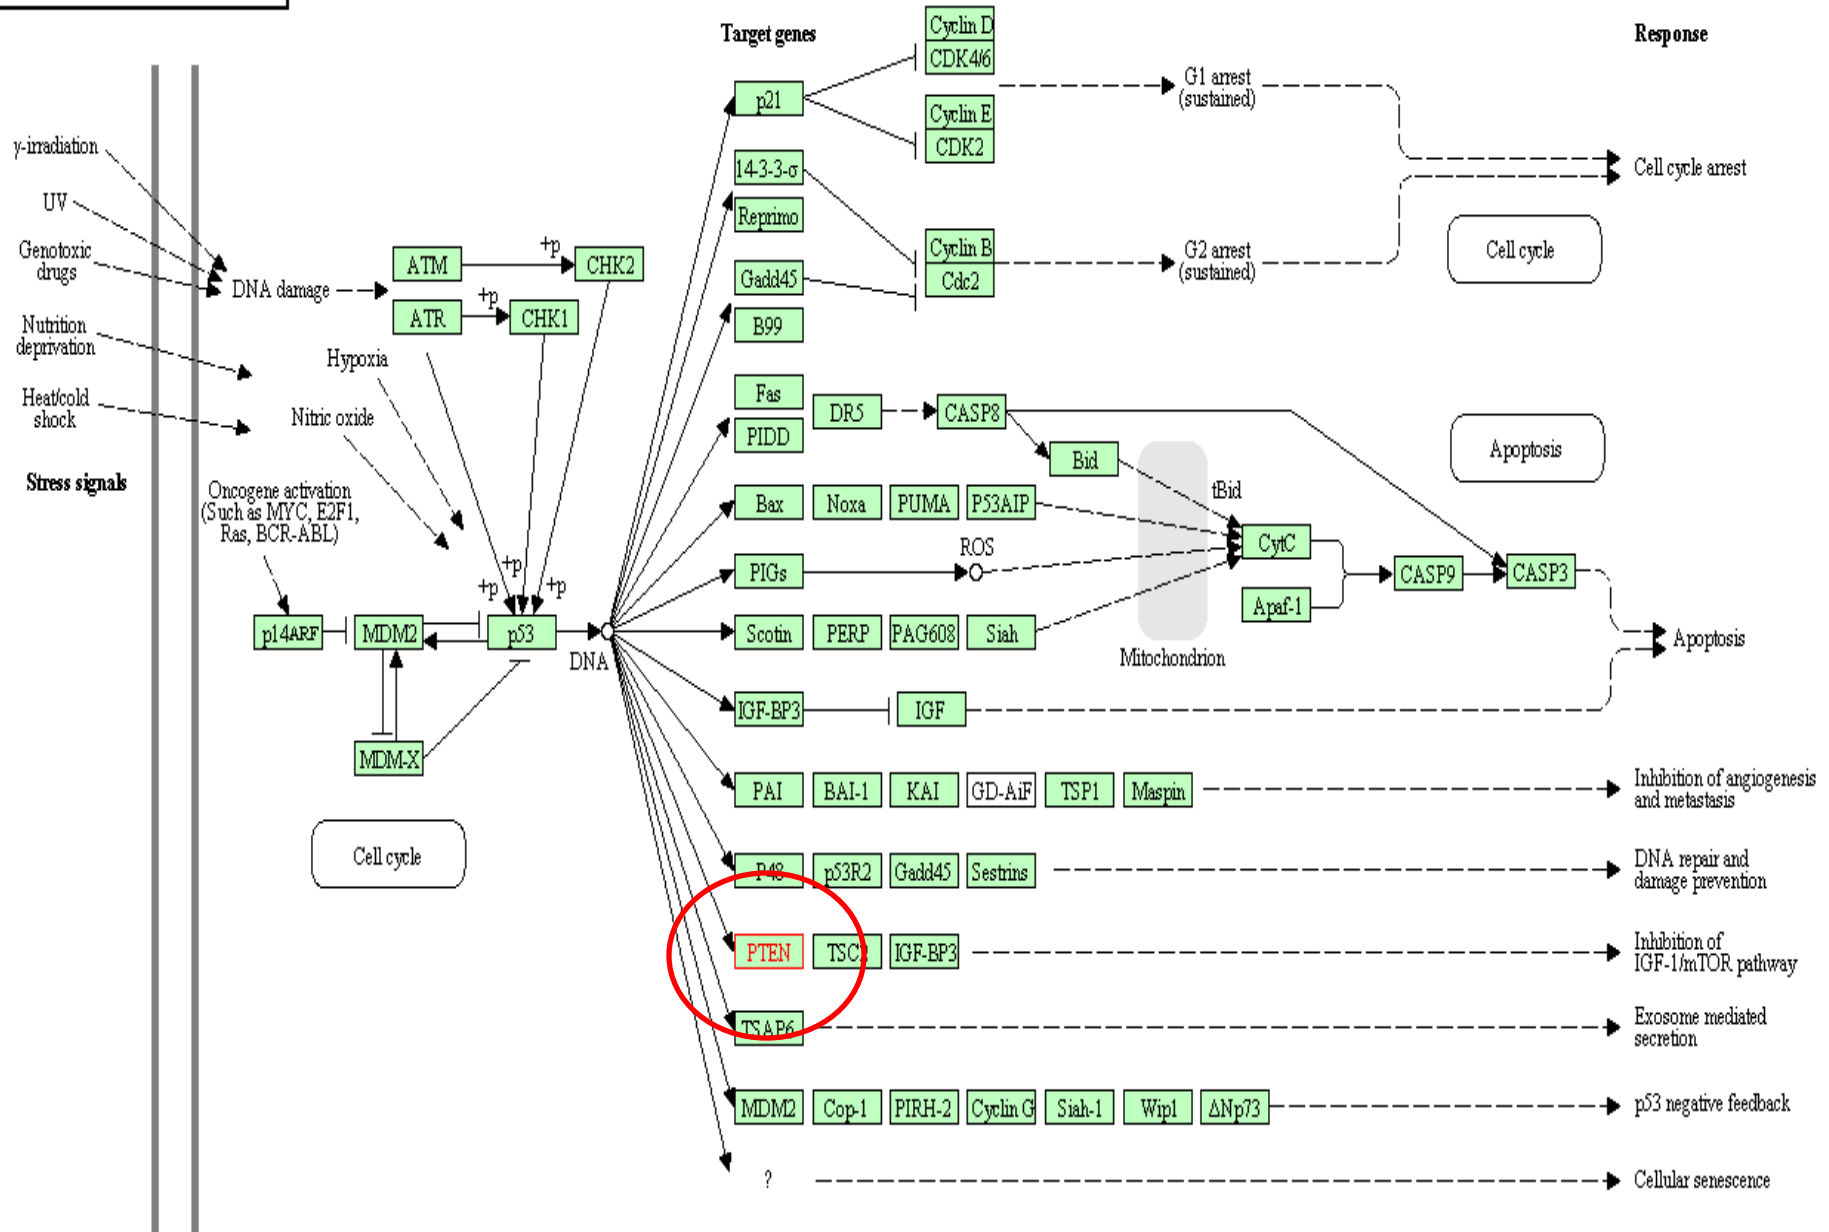 Target genes
Response
Cyclin D
CDK4/6
p21
G1 arrest
(sustained)
Cyclin E
CDK2
γ-irradiation
14-3-3-σ
Cell cycle arrest
UV
Reprimo
Genotoxic
drugs
+p
ATM
CHK2
Cyclin B
Cdc2
G2 arrest
(sustained)
Cell cycle
DNA damage
Gadd45
+p
ATR
CHK1
B99
Nutrition
deprivation
Hypoxia
Heat/cold
shock
Nitric oxide
Fas
PIDD
DR5
CASP8
Bid
Apoptosis
Stress signals
Oncogene activation
(Such as MYC, E2F1,
Ras, BCR-ABL)
Bax
Noxa
PUMA
P53AIP
tBid
CytC
ROS
PIGs
CASP9
CASP3
+p
+p
+p
Apaf-1
p14ARF
MDM2
p53
DNA
Scotin
PERP
PAG608
Siah
Mitochondrion
Apoptosis
IGF-BP3
IGF
MDM-X
PAI
BAI-1
KAI
GD-AiF
TSP1
Maspin
Inhibition of angiogenesis
and metastasis
Cell cycle
P48
p53R2
Gadd45
Sestrins
DNA repair and
damage prevention
PTEN
TSC2
IGF-BP3
Inhibition of
IGF-1/mTOR pathway
TSAP6
Exosome mediated
secretion
MDM2
Cop-1
PIRH-2
Cyclin G
Siah-1
Wip1
ΔNp73
p53 negative feedback
?
Cellular senescence